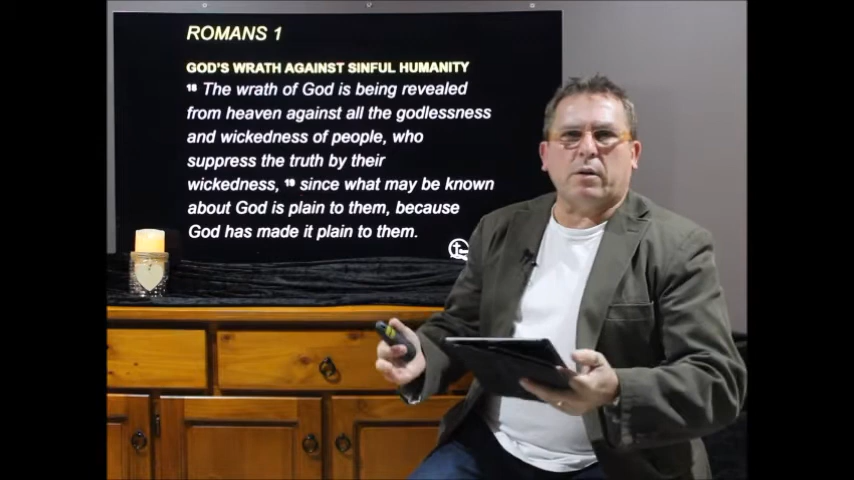 ROMANS 1
GOD'S WRATH AGAINST SINFUL HUMANITY
18 The wrath of God is being revealed
from heaven against all the godlessness
and wickedness of people, who
suppress the truth by their
wickedness, 19 since what may be known
about God is plain to them, because
God has made it plain to them.